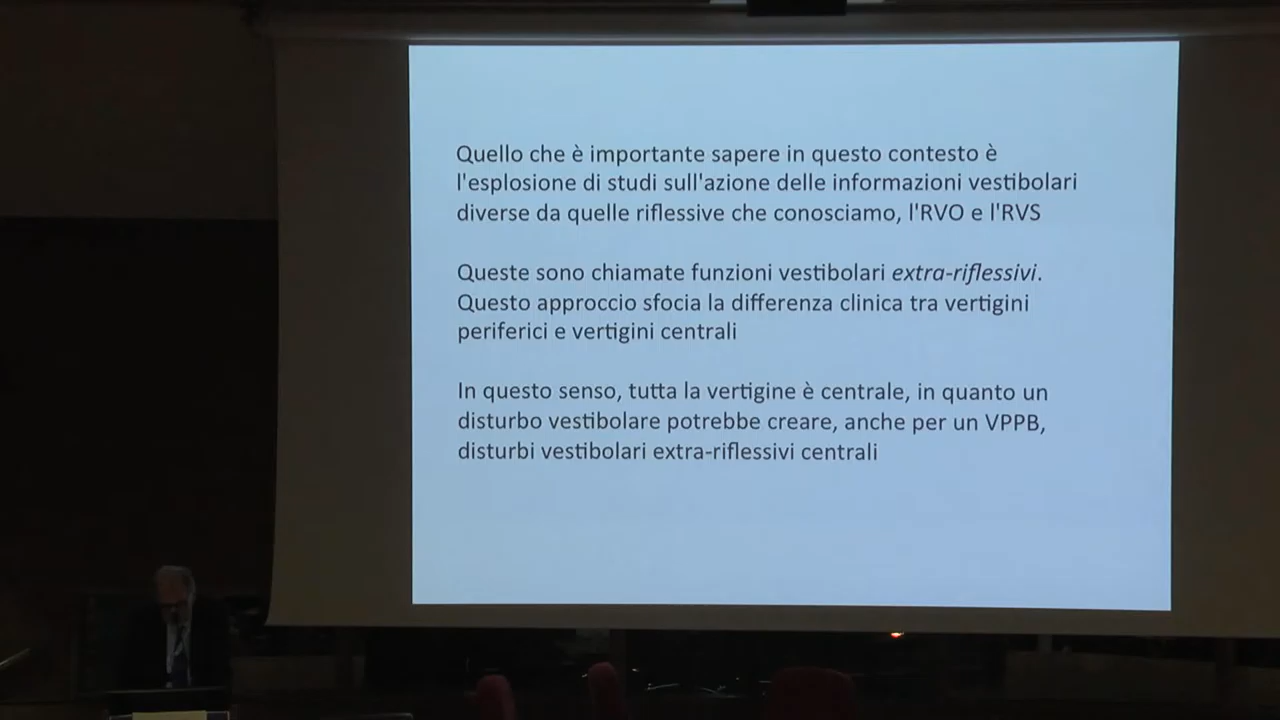 Quello che è importante sapere in questo contesto è
l'esplosione di studi sull'azione delle informazioni vestibolari
diverse da quelle riflessive che conosciamo, l'RVO e l'RVS
Queste sono chiamate funzioni vestibolari extra-riflessivi.
Questo approccio sfocia la differenza clinica tra vertigini
periferici e vertigini centrali
In questo senso, tutta la vertigine è centrale, in quanto un
disturbo vestibolare potrebbe creare, anche per un VPPB,
disturbi vestibolari extra-riflessivi centrali